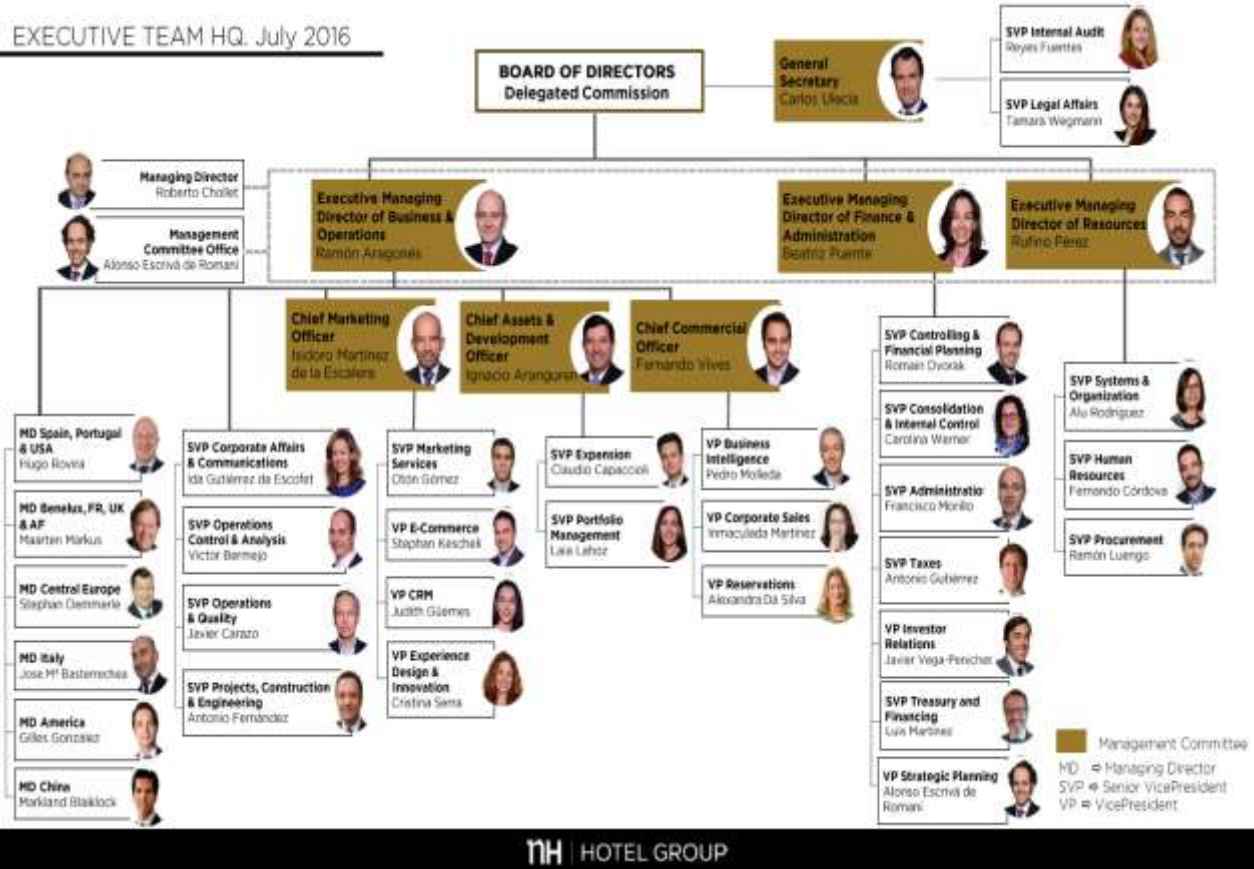 EXECUTIVE TEAM HQ. July 2016
BOARD OF DIRECTORS
Delegated Commission
General
Secretary
Carlos Ulecia
SVP Internal Audit
Reyes Fuentes
SVP Legal Affairs
Tamara Wegmann
Managing Director
Roberto Chollet
Management
Committee Office
Alonso Escrivá de Romaní
Executive Managing
Director of Business &
Operations
Ramón Aragonés
Executive Managing
Director of Finance &
Administration
Beatriz Puente
Executive Managing
Director of Resources
Rufino Pérez
Chief Marketing
Officer
Isidoro Martínez
de la Escalera
Chief Assets &
Development
Officer
Ignacio Aranguren
Chief Commercial
Officer
Fernando Vives
MD Spain, Portugal
& USA
Hugo Rovira
MD Benelux, FR, UK
& AF
Maarten Markus
MD Central Europe
Stephan Demmerle
MD Italy
Jose Mª Basterrechea
MD America
Gilles González
MD China
Markland Blaiklock
SVP Corporate Affairs
& Communications
Ida Gutiérrez de Escofet
SVP Operations
Control & Analysis
Víctor Bermejo
SVP Operations
& Quality
Javier Carazo
SVP Projects, Construction
& Engineering
Antonio Fernández
SVP Marketing
Services
Otón Gómez
VP E-Commerce
Stephan Keschelj
VP CRM
Judith Güemes
VP Experience
Design &
Innovation
Cristina Serra
SVP Expansion
Claudio Capaccioli
SVP Portfolio
Management
Laia Lahoz
VP Business
Intelligence
Pedro Molleda
VP Corporate Sales
Inmaculada Martínez
VP Reservations
Alexandra Da Silva
SVP Controlling &
Financial Planning
Romain Dvorak
SVP Consolidation
& Internal Control
Carolina Werner
SVP Administratio
Francisco Morillo
SVP Taxes
Antonio Gutiérrez
VP Investor
Relations
Javier Vega-Penichet
SVP Treasury and
Financing
Luis Martínez
VP Strategic Planning
Alonso Escrivá de
Romaní
SVP Systems &
Organization
Alu Rodríguez
SVP Human
Resources
Fernando Córdova
SVP Procurement
Ramón Luengo
Management Committee
MD ⇨ Managing Director
SVP ⇨ Senior VicePresident
VP ⇨ VicePresident
nH | HOTEL GROUP